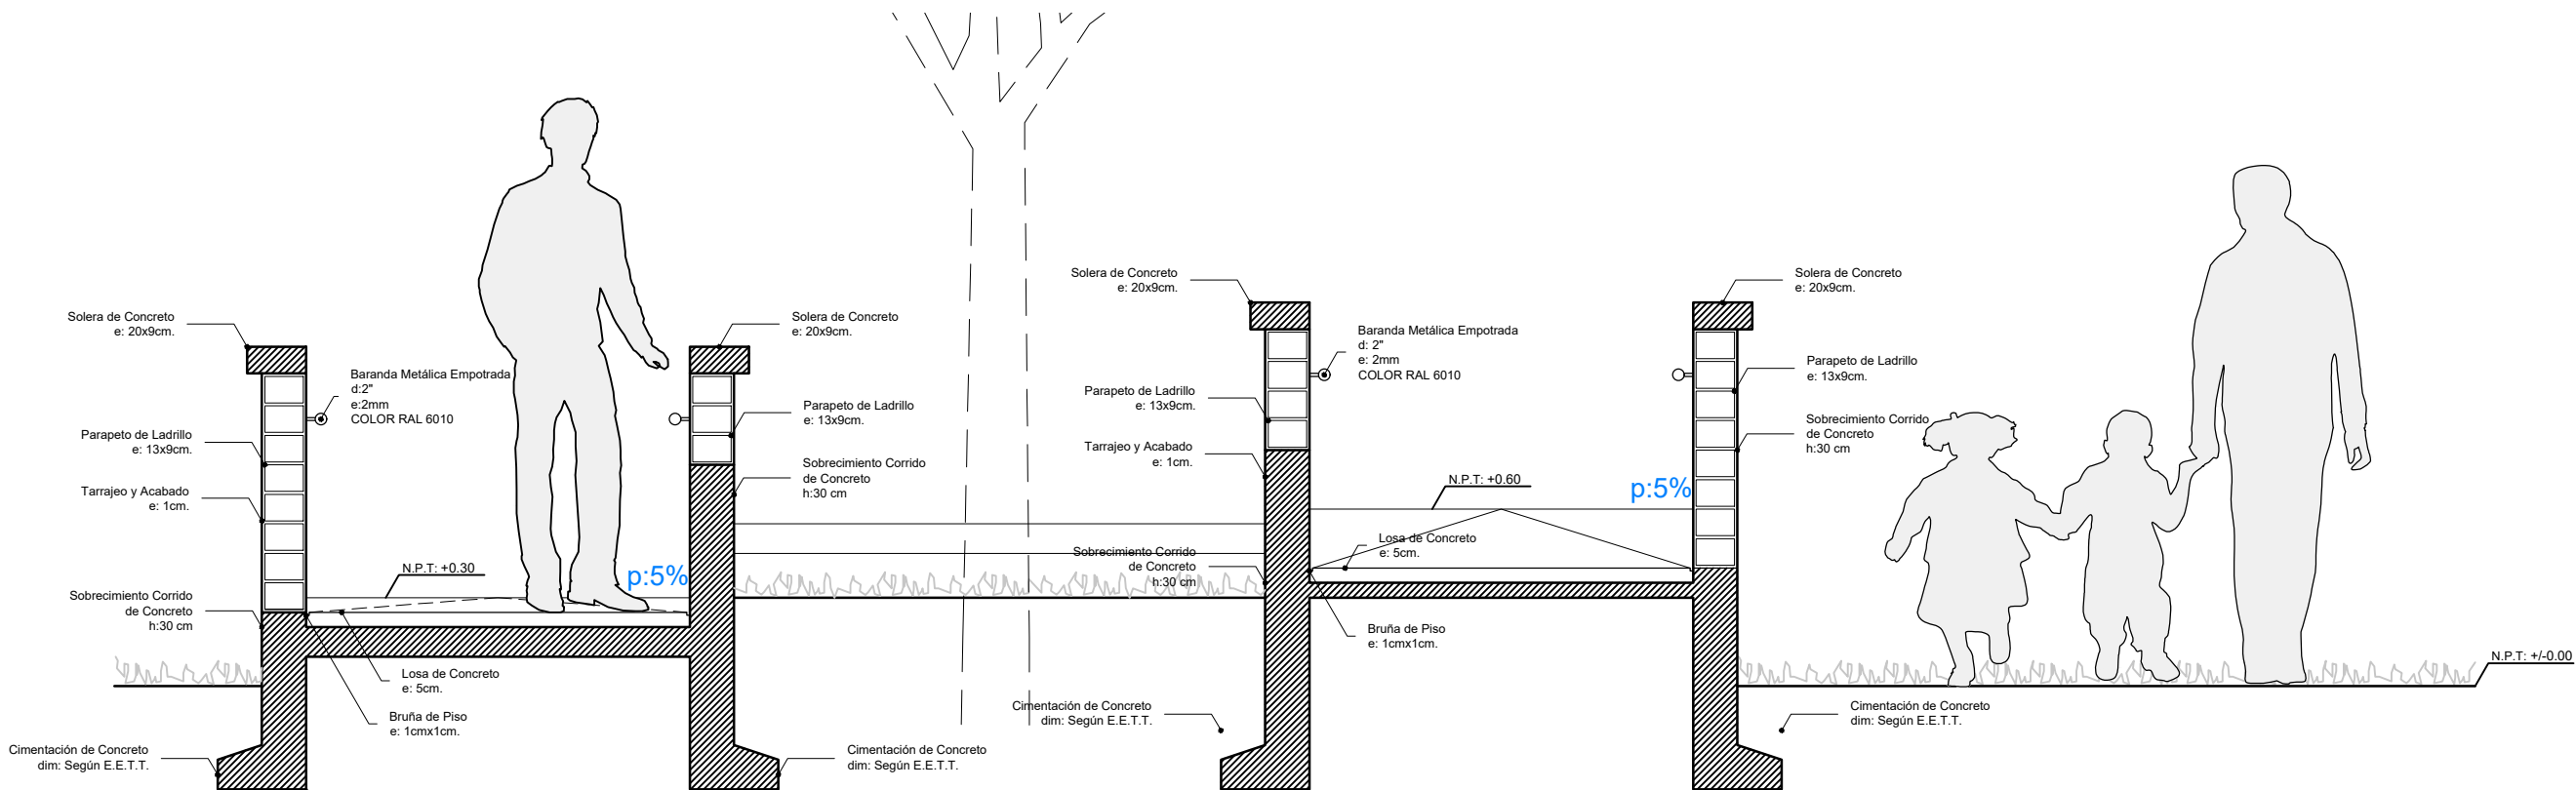 Solera de Concreto
e: 20x9cm.
Baranda Metálica Empotrada
d:2"
e:2mm
COLOR RAL 6010
Parapeto de Ladrillo
e: 13x9cm.
Tarrajeo y Acabado
e: 1cm.
N.P.T: +0.30
p:5%
Sobrecimiento Corrido
de Concreto
h:30 cm
Losa de Concreto
e: 5cm.
Bruña de Piso
e: 1cmx1cm.
Cimentación de Concreto
dim: Según E.E.T.T.
Solera de Concreto
e: 20x9cm.
Parapeto de Ladrillo
e: 13x9cm.
Sobrecimiento Corrido
de Concreto
h:30 cm
Cimentación de Concreto
dim: Según E.E.T.T.
Solera de Concreto
e: 20x9cm.
Baranda Metálica Empotrada
d: 2"
e: 2mm
COLOR RAL 6010
Parapeto de Ladrillo
e: 13x9cm.
Tarrajeo y Acabado
e: 1cm.
N.P.T: +0.60
p:5%
Sobrecimiento Corrido
de Concreto
h:30 cm
Losa de Concreto
e: 5cm.
Bruña de Piso
e: 1cmx1cm.
Cimentación de Concreto
dim: Según E.E.T.T.
Solera de Concreto
e: 20x9cm.
Parapeto de Ladrillo
e: 13x9cm.
Sobrecimiento Corrido
de Concreto
h:30 cm
N.P.T: +/-0.00
Cimentación de Concreto
dim: Según E.E.T.T.